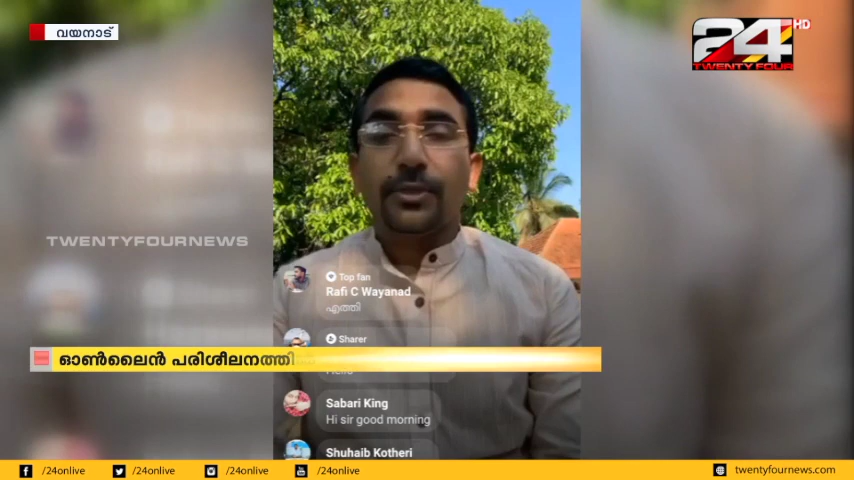 വയനാട്
24 HD
TWENTY FOUR
TWENTYFOURNEWS
Top fan
Rafi C Wayanad
എത്തി
Sharer
ഓൺലൈൻ പരിശീലനത്തി
Hello
Sabari King
Hi sir good morning
Shuhaib Kotheri
/24onlive
/24onlive
/24onlive
/24onlive
twentyfournews.com